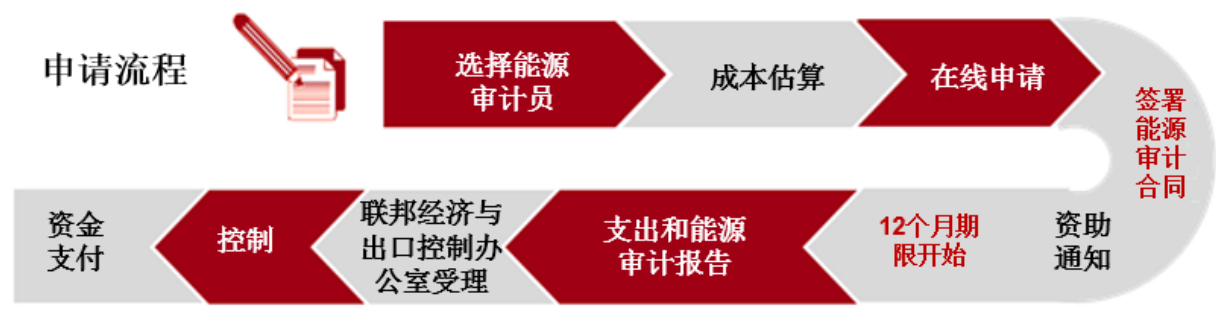 申请流程
选择能源
审计员
成本估算
在线申请
签署
能源
审计
合同
资助
通知
12个月期
限开始
支出和能源
审计报告
联邦经济与
出口控制办
公室受理
控制
资金
支付